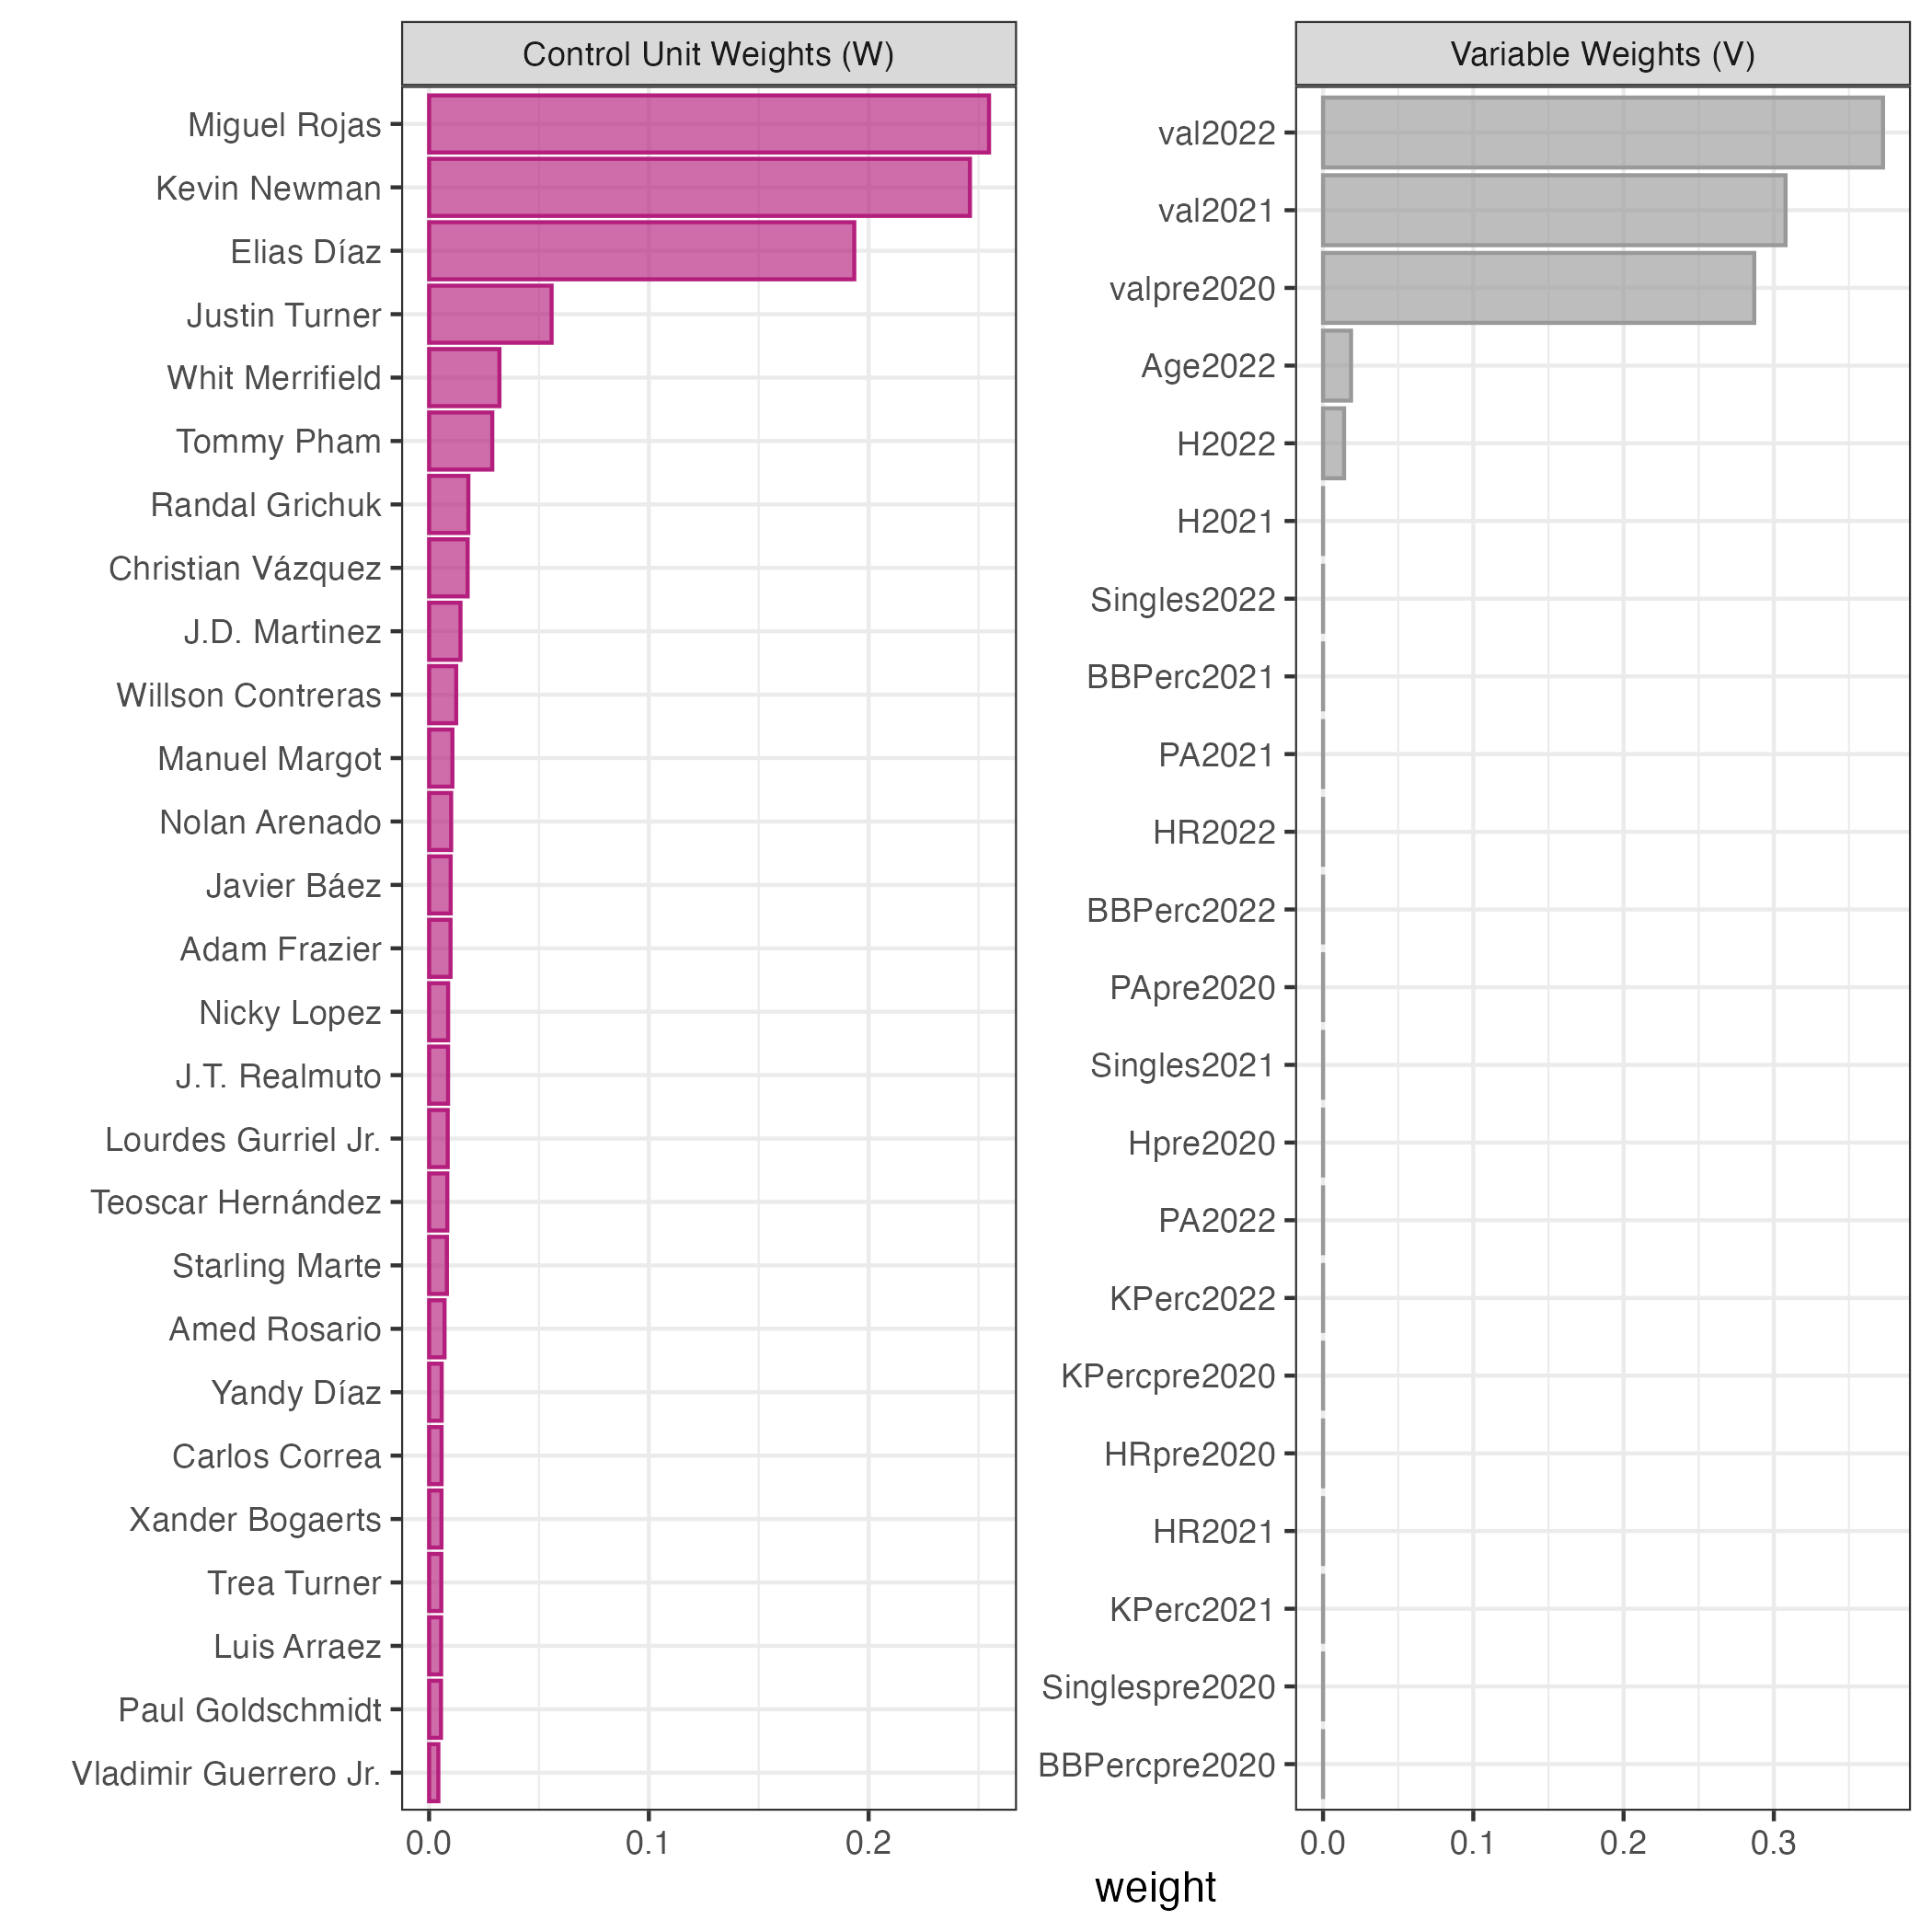 Control Unit Weights (W)
Miguel Rojas
Kevin Newman
Elias Díaz
Justin Turner
Whit Merrifield
Tommy Pham
Randal Grichuk
Christian Vázquez
J.D. Martinez
Willson Contreras
Manuel Margot
Nolan Arenado
Javier Báez
Adam Frazier
Nicky Lopez
J.T. Realmuto
Lourdes Gurriel Jr.
Teoscar Hernández
Starling Marte
Amed Rosario
Yandy Díaz
Carlos Correa
Xander Bogaerts
Trea Turner
Luis Arraez
Paul Goldschmidt
Vladimir Guerrero Jr.
0.0 0.1 0.2
Variable Weights (V)
val2022
val2021
valpre2020
Age2022
H2022
H2021
Singles2022
BBPerc2021
PA2021
HR2022
BBPerc2022
PApre2020
Singles2021
Hpre2020
PA2022
KPerc2022
KPercpre2020
HRpre2020
HR2021
KPerc2021
Singlespre2020
BBPercpre2020
0.0 0.1 0.2 0.3
weight